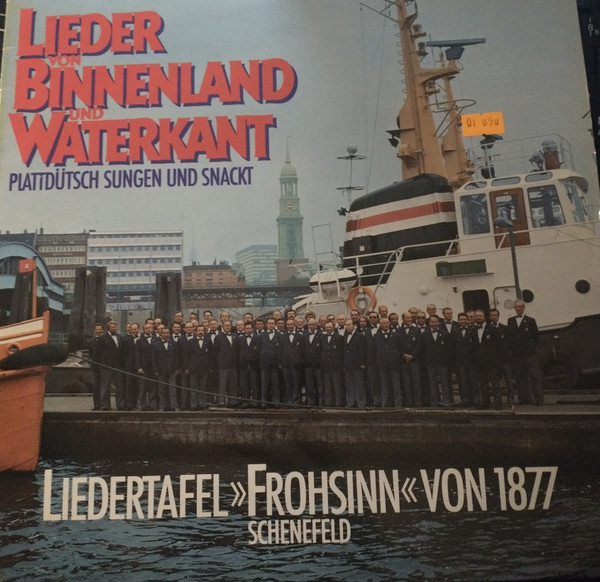 LIEDER
VON
BINNENLAND
UND
WATERKANT
PLATTDÜTSCH SUNGEN UND SNACKT
LIEDERTAFEL »FROHSINN« VON 1877
SCHENEFELD